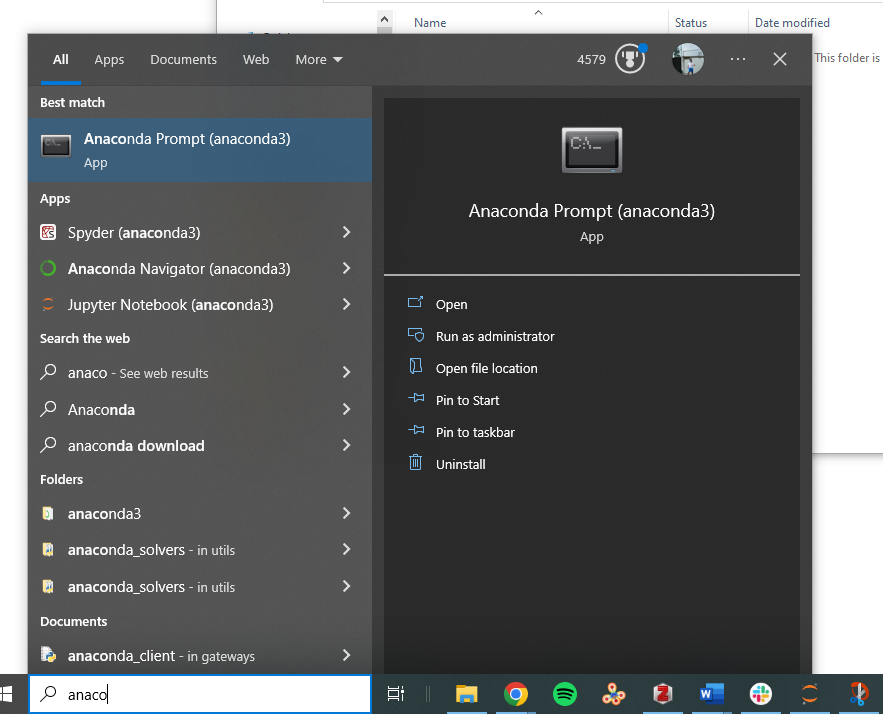 Name Status Date modified
This folder is
All Apps Documents Web More 4579
Best match
Anaconda Prompt (anaconda3)
App
Apps
Spyder (anaconda3)
Anaconda Navigator (anaconda3)
Jupyter Notebook (anaconda3)
Search the web
anaco - See web results
Anaconda
anaconda download
Folders
anaconda3
anaconda_solvers - in utils
anaconda_solvers - in utils
Documents
anaconda_client - in gateways
anaco
C:\._
Anaconda Prompt (anaconda3)
App
Open
Run as administrator
Open file location
Pin to Start
Pin to taskbar
Uninstall